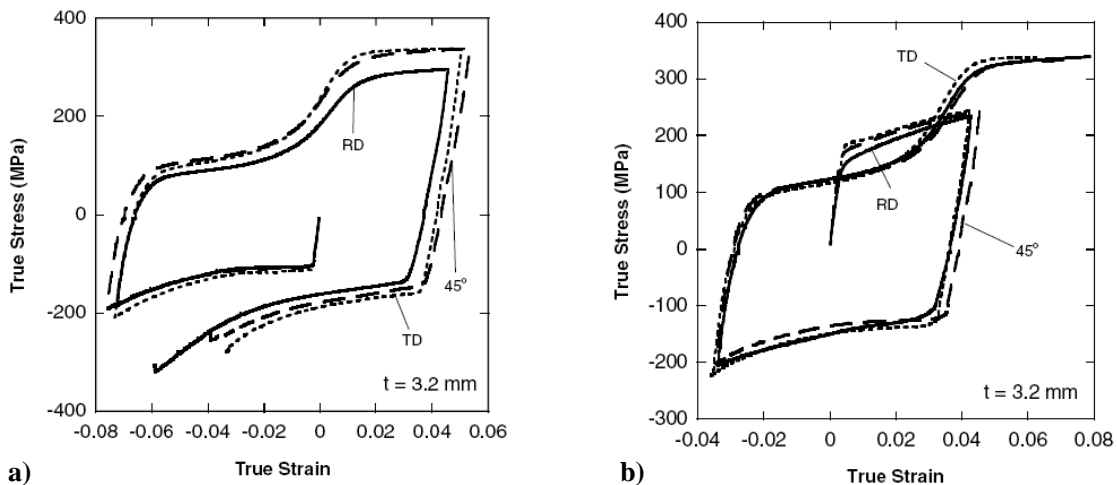 400
200
0
-200
-400
True Stress (MPa)
RD
45°
TD
t = 3.2 mm
-0.08 -0.06 -0.04 -0.02 0 0.02 0.04 0.06
True Strain
a)
400
300
200
100
0
-100
-200
-300
True Stress (MPa)
TD
RD
45°
t = 3.2 mm
-0.04 -0.02 0 0.02 0.04 0.06 0.08
True Strain
b)